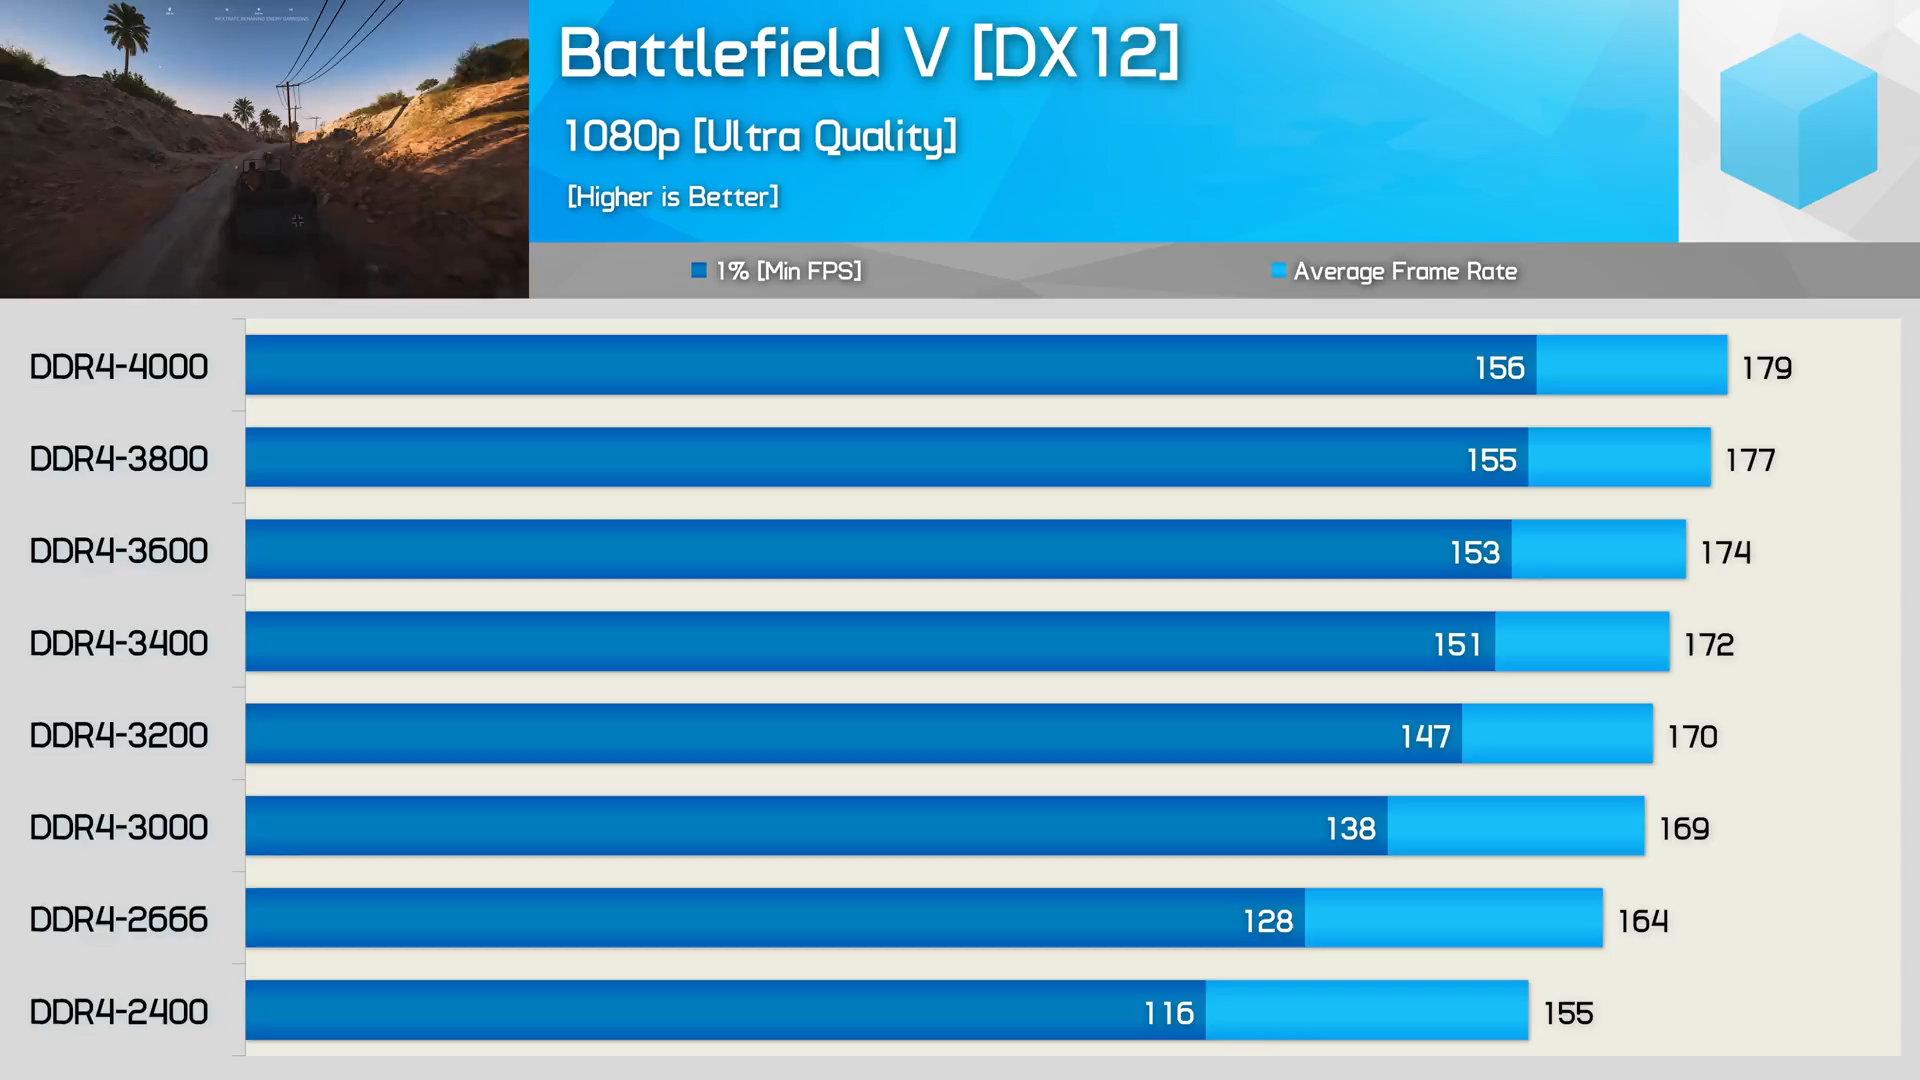 Battlefield V [DX12]
1080p [Ultra Quality]
[Higher is Better]
1% [Min FPS]
Average Frame Rate
DDR4-4000 156 179
DDR4-3800 155 177
DDR4-3600 153 174
DDR4-3400 151 172
DDR4-3200 147 170
DDR4-3000 138 169
DDR4-2666 128 164
DDR4-2400 116 155